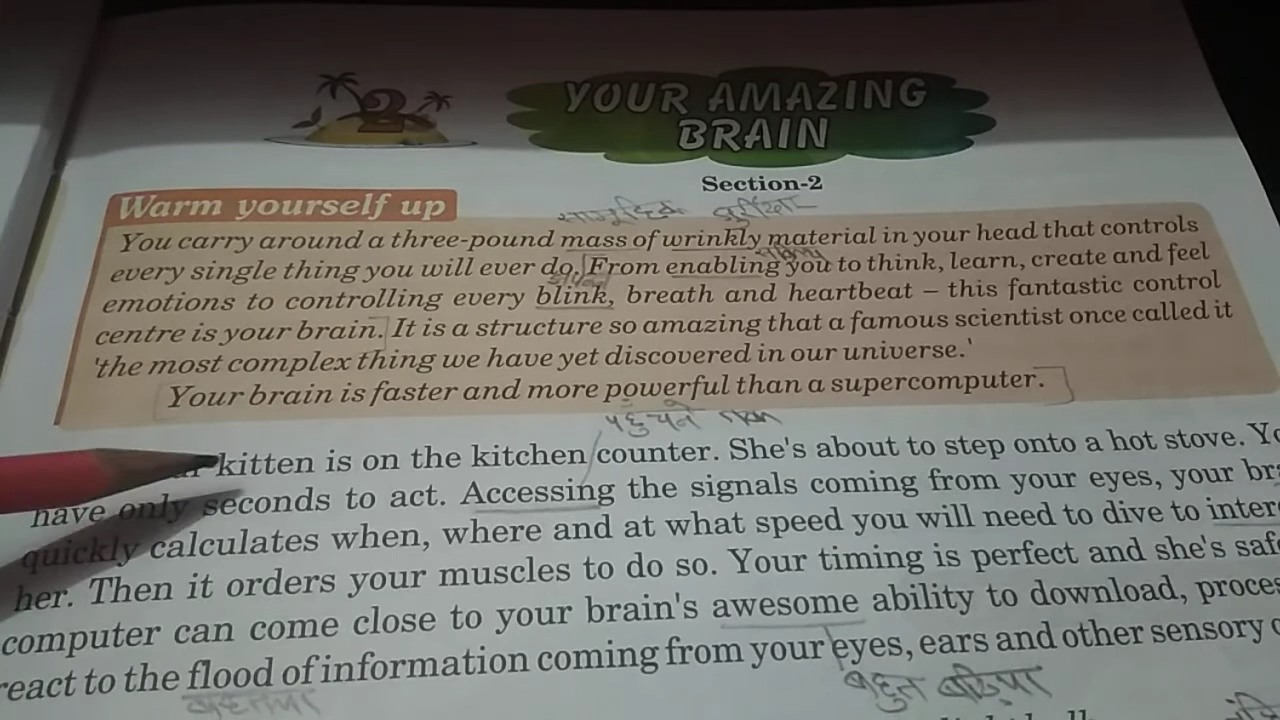 2
YOUR AMAZING
BRAIN
Section-2
Warm yourself up
You carry around a three-pound mass of wrinkly material in your head that controls
every single thing you will ever do. From enabling you to think, learn, create and feel
emotions to controlling every blink, breath and heartbeat – this fantastic control
centre is your brain. It is a structure so amazing that a famous scientist once called it
'the most complex thing we have yet discovered in our universe.'
Your brain is faster and more powerful than a supercomputer.
kitten is on the kitchen counter. She's about to step onto a hot stove.
have only seconds to act. Accessing the signals coming from your eyes, your
quickly calculates when, where and at what speed you will need to dive to
her. Then it orders your muscles to do so. Your timing is perfect and she's
computer can come close to your brain's awesome ability to download,
react to the flood of information coming from your eyes, ears and other sensory
बहुत बढ़िया